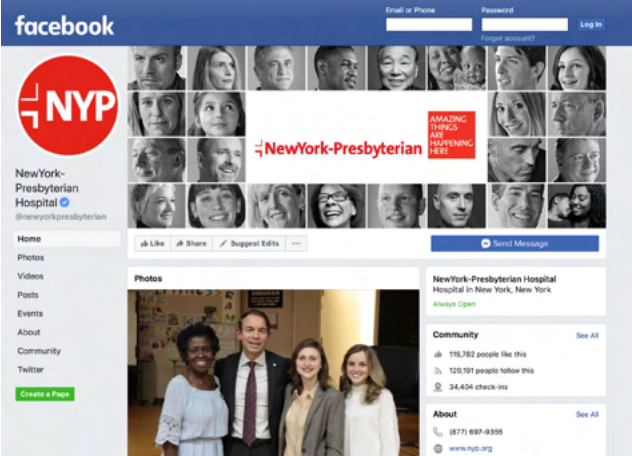 facebook
Email or Phone
Password
Log In
Forgot account?
NYP
NewYork-Presbyterian
AMAZING
THINGS
ARE
HAPPENING
HERE
NewYork-
Presbyterian
Hospital
@newyorkpresbyterian
Home
Photos
Videos
Posts
Events
About
Community
Twitter
Create a Page
Like
Share
Suggest Edits
Send Message
Photos
NewYork-Presbyterian Hospital
Hospital in New York, New York
Always Open
Community
See All
119,782 people like this
120,191 people follow this
34,404 check-ins
About
See All
(877) 697-9355
www.nyp.org